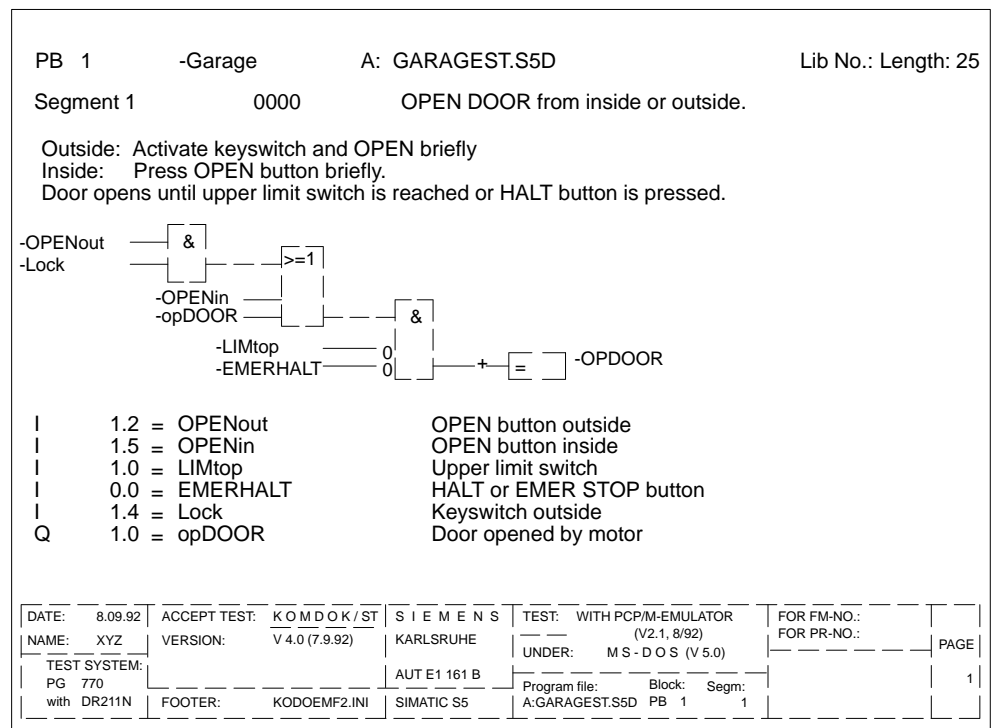 PB 1 -Garage A: GARAGEST.S5D Lib No.: Length: 25
Segment 1 0000 OPEN DOOR from inside or outside.
Outside: Activate keyswitch and OPEN briefly
Inside: Press OPEN button briefly.
Door opens until upper limit switch is reached or HALT button is pressed.
-OPENout &
-Lock >=1
-OPENin
-opDOOR &
-LIMtop 0
-EMERHALT 0 + = -OPDOOR
I 1.2 = OPENout OPEN button outside
I 1.5 = OPENin OPEN button inside
I 1.0 = LIMtop Upper limit switch
I 0.0 = EMERHALT HALT or EMER STOP button
I 1.4 = Lock Keyswitch outside
Q 1.0 = opDOOR Door opened by motor
DATE: 8.09.92 ACCEPT TEST: KOMDOK/ST SIEMENS TEST: WITH PCP/M-EMULATOR FOR FM-NO.:
NAME: XYZ VERSION: V 4.0 (7.9.92) KARLSRUHE (V2.1, 8/92) FOR PR-NO.: PAGE
UNDER: MS-DOS (V 5.0)
TEST SYSTEM:
PG 770 AUT E1 161 B Program file: Block: Segm: 1
with DR211N FOOTER: KODOEMF2.INI SIMATIC S5 A:GARAGEST.S5D PB 1 1